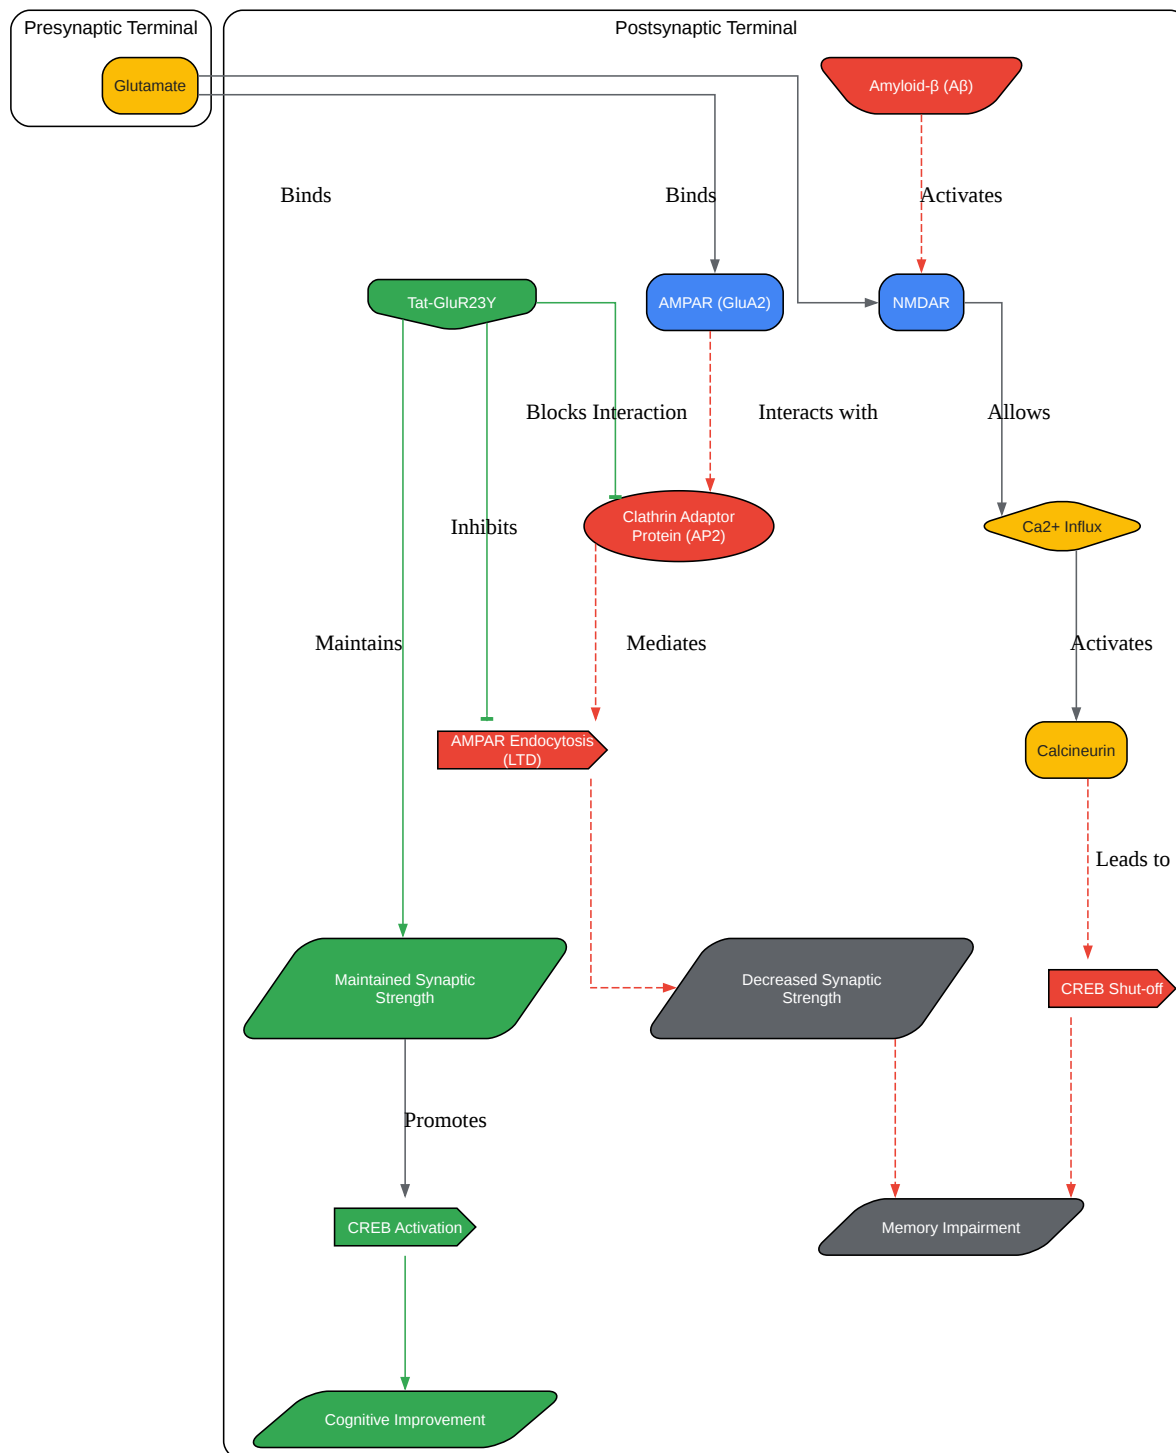 Presynaptic Terminal
Postsynaptic Terminal
Glutamate
Amyloid-β (Aβ)
Binds
Binds
Activates
Tat-GluR23Y
AMPAR (GluA2)
NMDAR
Blocks Interaction
Interacts with
Allows
Inhibits
Clathrin Adaptor
Protein (AP2)
Ca2+ Influx
Maintains
Mediates
Activates
AMPAR Endocytosis
(LTD)
Calcineurin
Leads to
Maintained Synaptic
Strength
Decreased Synaptic
Strength
CREB Shut-off
Promotes
CREB Activation
Memory Impairment
Cognitive Improvement